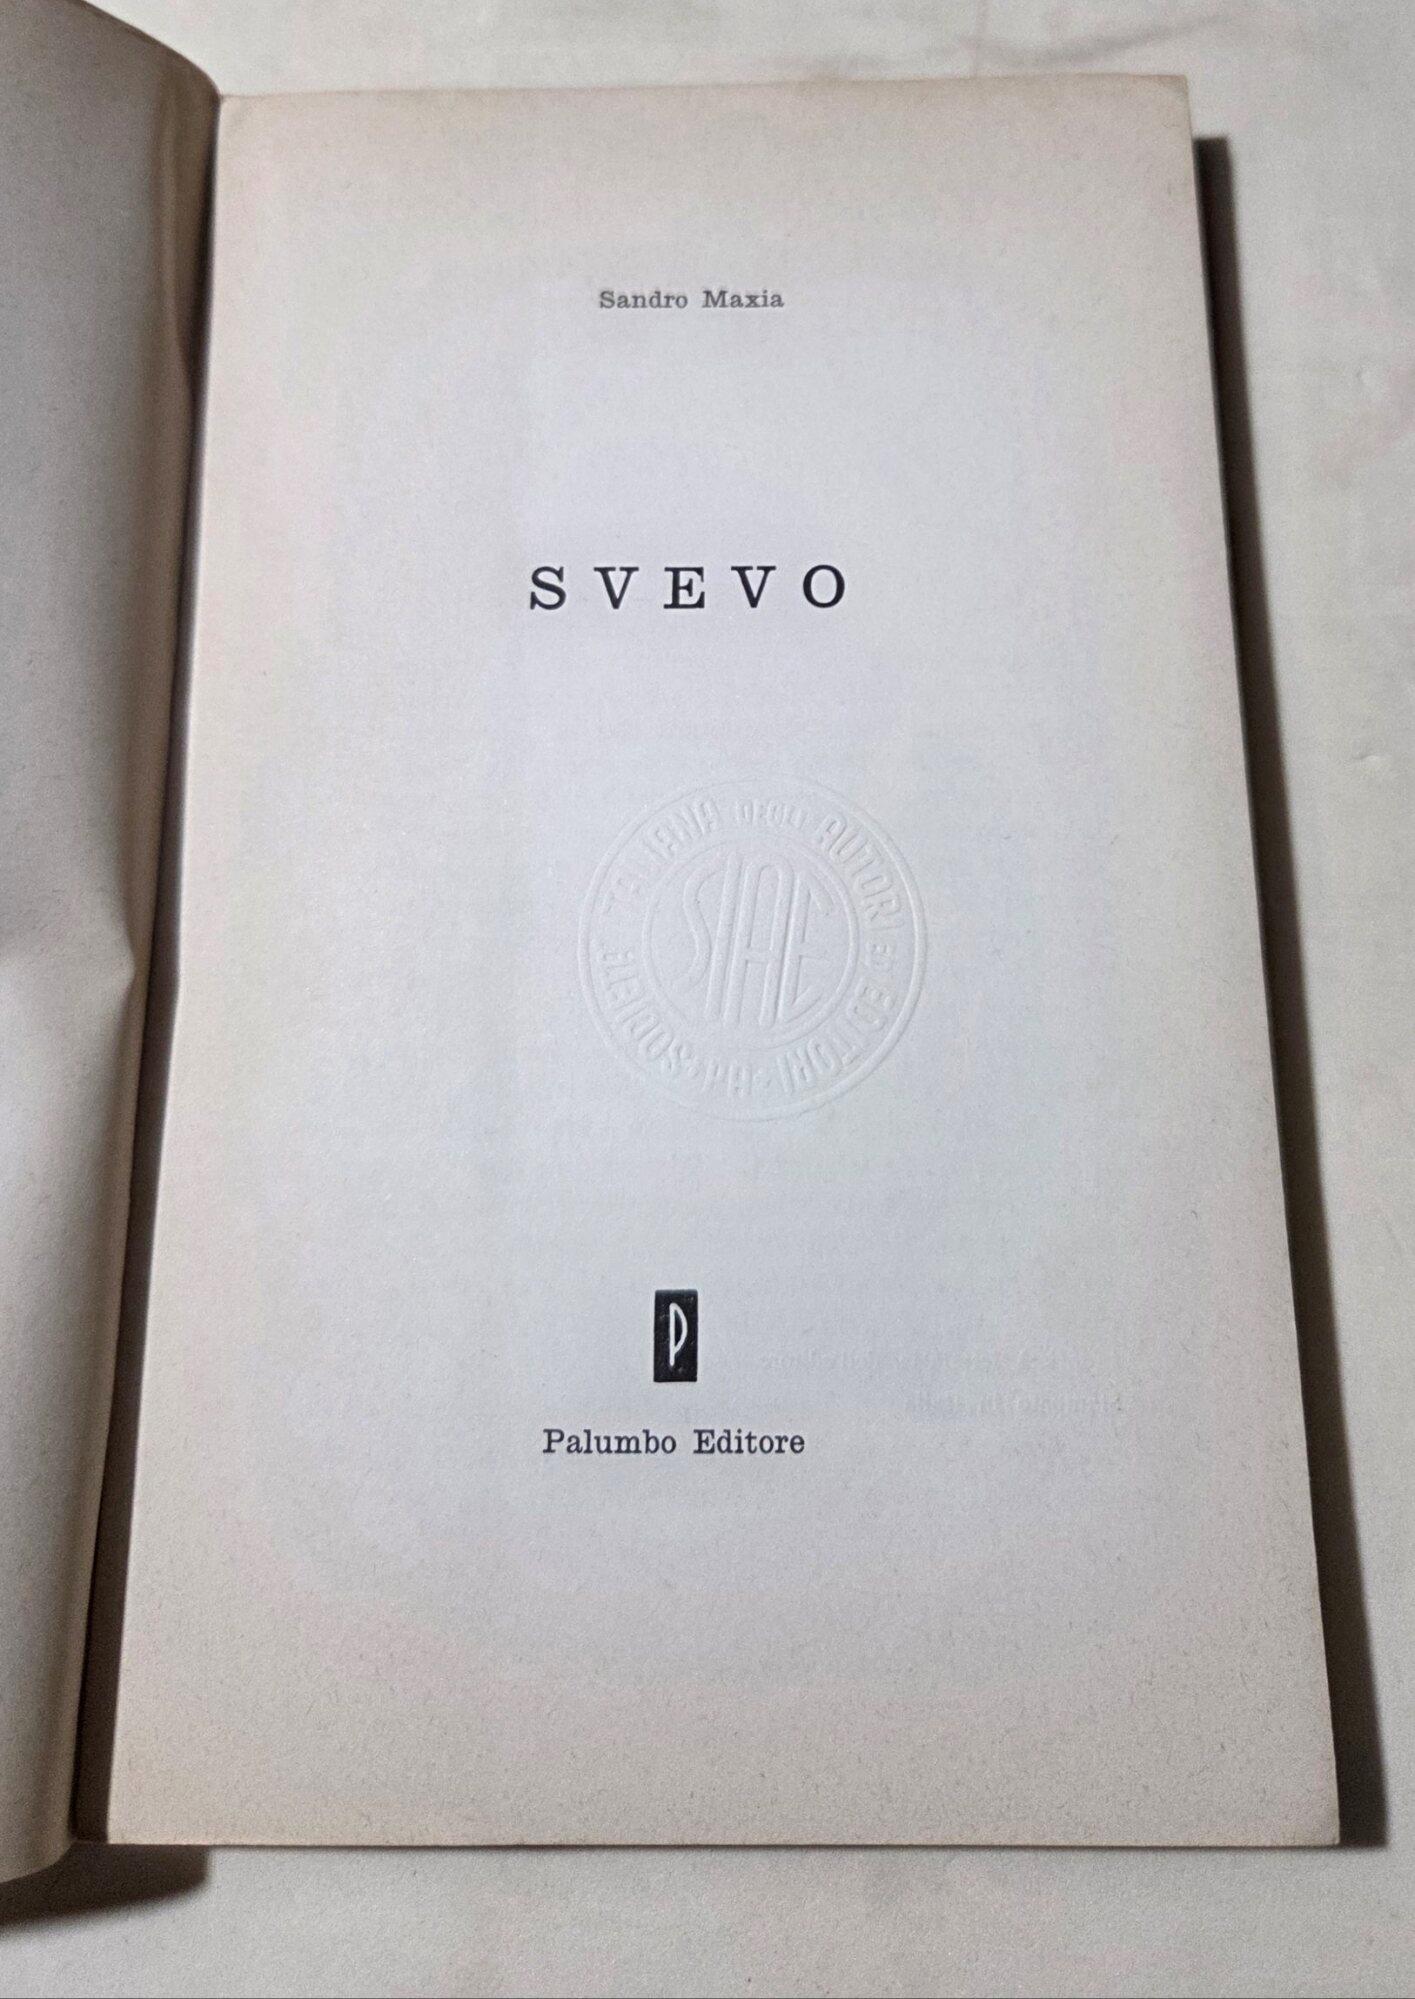 Sandro Maxia
SVEVO
SOCIETÀ ITALIANA DEGLI AUTORI ED EDITORI
SIAE
P
Palumbo Editore